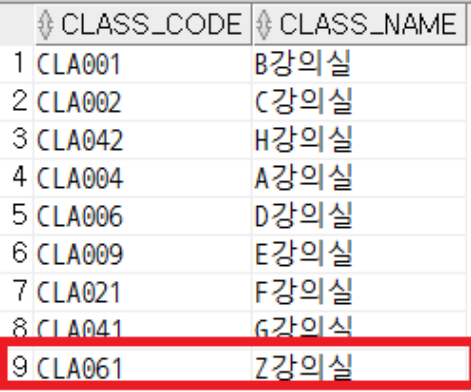 CLASS_CODE CLASS_NAME
1 CLA001 B강의실
2 CLA002 C강의실
3 CLA042 H강의실
4 CLA004 A강의실
5 CLA006 D강의실
6 CLA009 E강의실
7 CLA021 F강의실
8 CLA041 G강의실
9 CLA061 Z강의실